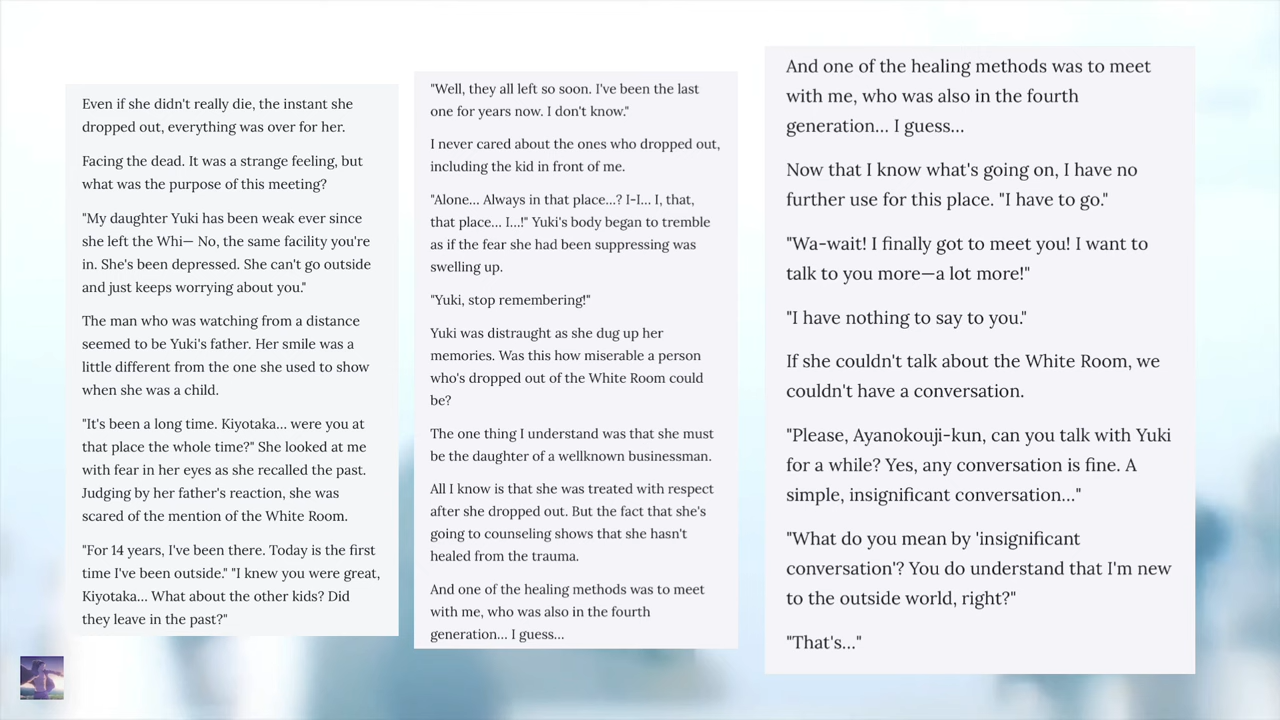 Even if she didn't really die, the instant she
dropped out, everything was over for her.
Facing the dead. It was a strange feeling, but
what was the purpose of this meeting?
"My daughter Yuki has been weak ever since
she left the Whi— No, the same facility you're
in. She's been depressed. She can't go outside
and just keeps worrying about you."
The man who was watching from a distance
seemed to be Yuki's father. Her smile was a
little different from the one she used to show
when she was a child.
"It's been a long time. Kiyotaka... were you at
that place the whole time?" She looked at me
with fear in her eyes as she recalled the past.
Judging by her father's reaction, she was
scared of the mention of the White Room.
"For 14 years, I've been there. Today is the first
time I've been outside." "I knew you were great,
Kiyotaka... What about the other kids? Did
they leave in the past?"
"Well, they all left so soon. I've been the last
one for years now. I don't know."
I never cared about the ones who dropped out,
including the kid in front of me.
"Alone... Always in that place...? I-I... I, that,
that place... I...!" Yuki's body began to tremble
as if the fear she had been suppressing was
swelling up.
"Yuki, stop remembering!"
Yuki was distraught as she dug up her
memories. Was this how miserable a person
who's dropped out of the White Room could
be?
The one thing I understand was that she must
be the daughter of a wellknown businessman.
All I know is that she was treated with respect
after she dropped out. But the fact that she's
going to counseling shows that she hasn't
healed from the trauma.
And one of the healing methods was to meet
with me, who was also in the fourth
generation... I guess...
And one of the healing methods was to meet
with me, who was also in the fourth
generation... I guess...
Now that I know what's going on, I have no
further use for this place. "I have to go."
"Wa-wait! I finally got to meet you! I want to
talk to you more—a lot more!"
"I have nothing to say to you."
If she couldn't talk about the White Room, we
couldn't have a conversation.
"Please, Ayanokouji-kun, can you talk with Yuki
for a while? Yes, any conversation is fine. A
simple, insignificant conversation..."
"What do you mean by 'insignificant
conversation'? You do understand that I'm new
to the outside world, right?"
"That's..."